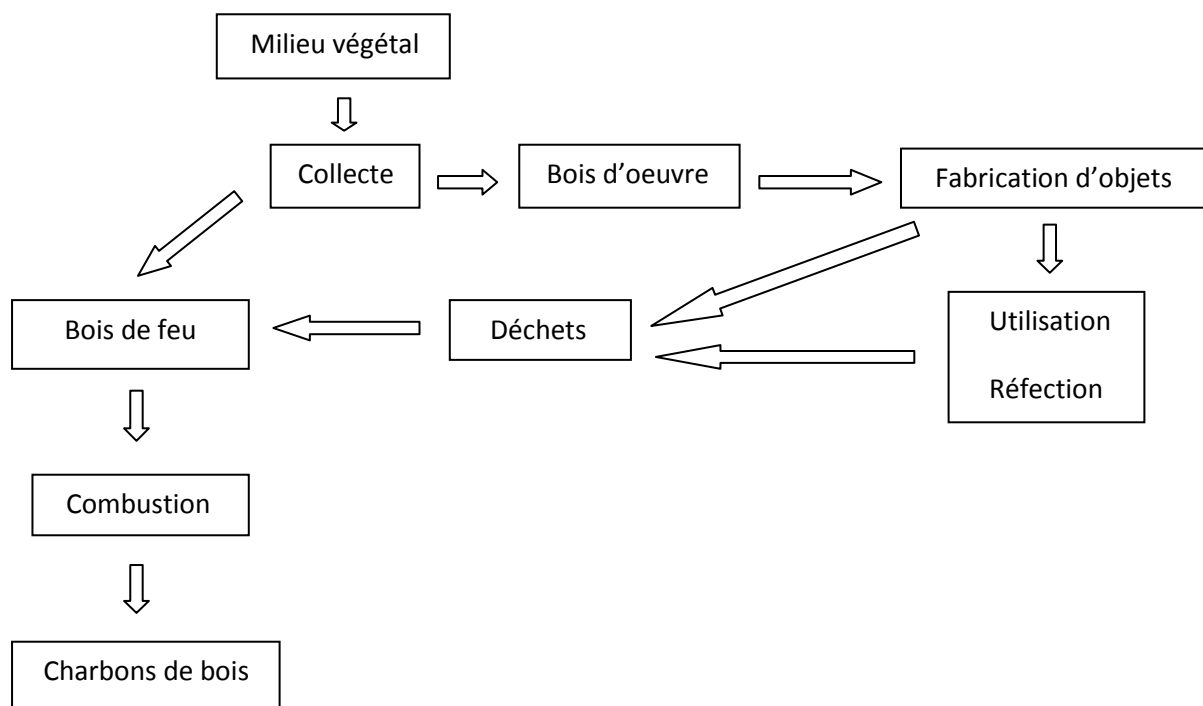 Milieu végétal
Collecte
Bois d'oeuvre
Fabrication d'objets
Bois de feu
Déchets
Utilisation
Réfection
Combustion
Charbons de bois